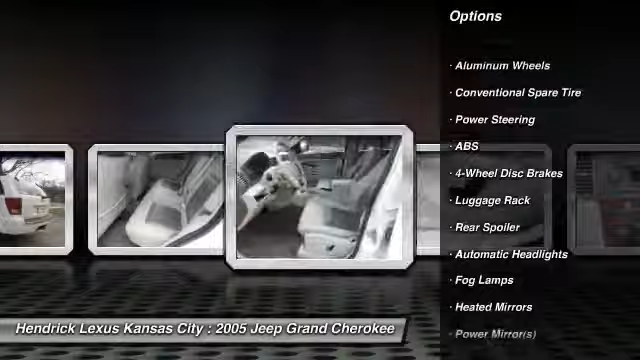 Options
· Aluminum Wheels
· Conventional Spare Tire
· Power Steering
· ABS
· 4-Wheel Disc Brakes
· Luggage Rack
· Rear Spoiler
· Automatic Headlights
· Fog Lamps
· Heated Mirrors
· Power Mirror(s)
Hendrick Lexus Kansas City : 2005 Jeep Grand Cherokee